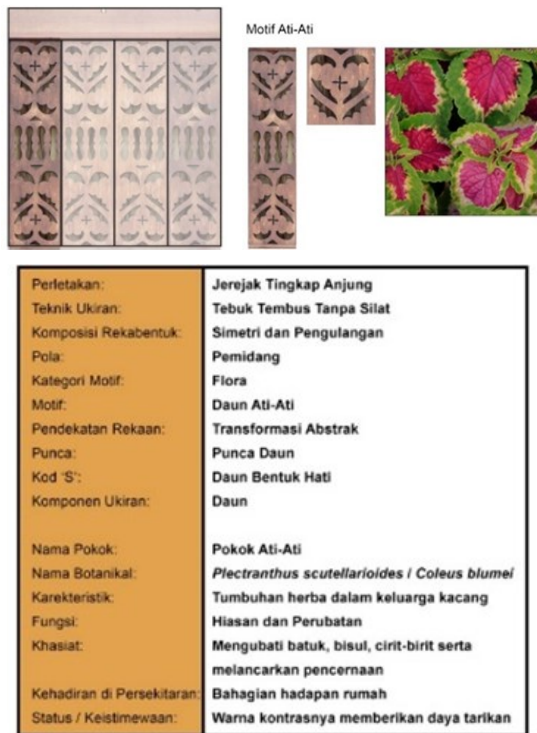 Motif Ati-Ati
Perletakan: Jerejak Tingkap Anjung
Teknik Ukiran: Tebuk Tembus Tanpa Silat
Komposisi Rekabentuk: Simetri dan Pengulangan
Pola: Pemidang
Kategori Motif: Flora
Motif: Daun Ati-Ati
Pendekatan Rekaan: Transformasi Abstrak
Punca: Punca Daun
Kod 'S': Daun Bentuk Hati
Komponen Ukiran: Daun
Nama Pokok: Pokok Ati-Ati
Nama Botanikal: Plectranthus scutellarioides / Coleus blumei
Karekteristik: Tumbuhan herba dalam keluarga kacang
Fungsi: Hiasan dan Perubatan
Khasiat: Mengubati batuk, bisul, cirit-birit serta
melancarkan pencernaan
Kehadiran di Persekitaran: Bahagian hadapan rumah
Status / Keistimewaan: Warna kontrasnya memberikan daya tarikan